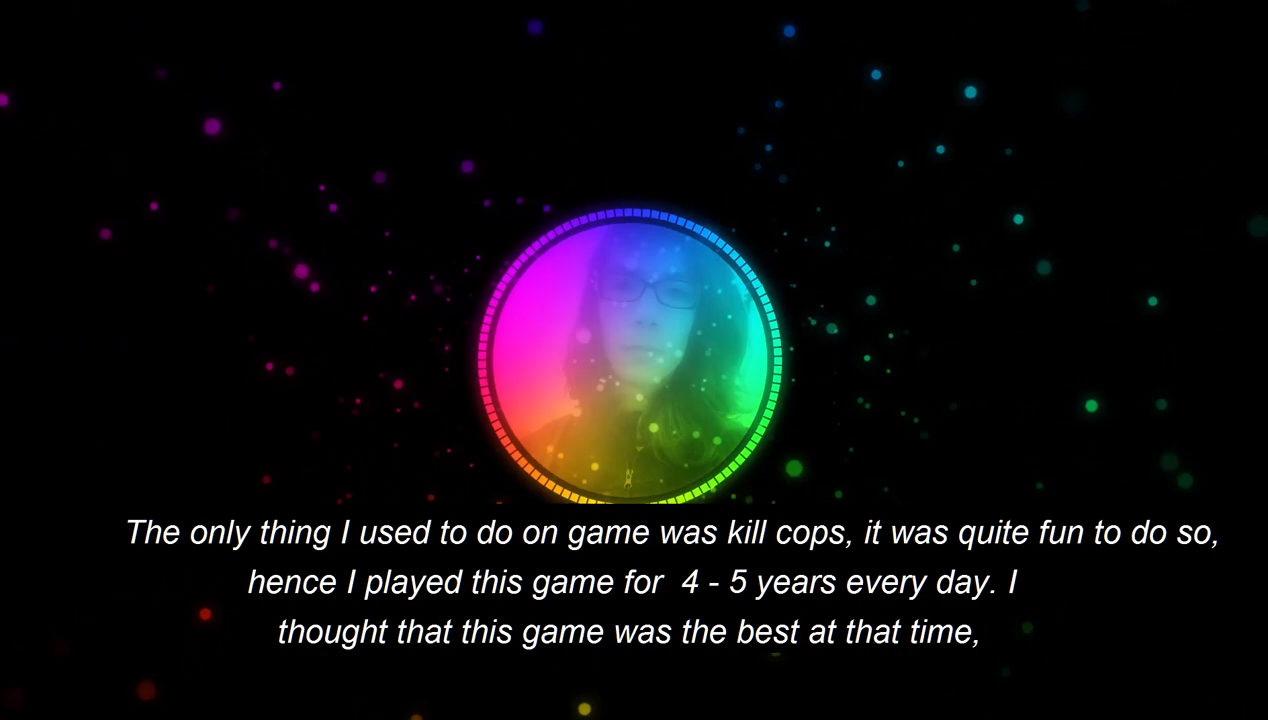 The only thing I used to do on game was kill cops, it was quite fun to do so,
hence I played this game for  4 - 5 years every day. I
thought that this game was the best at that time,